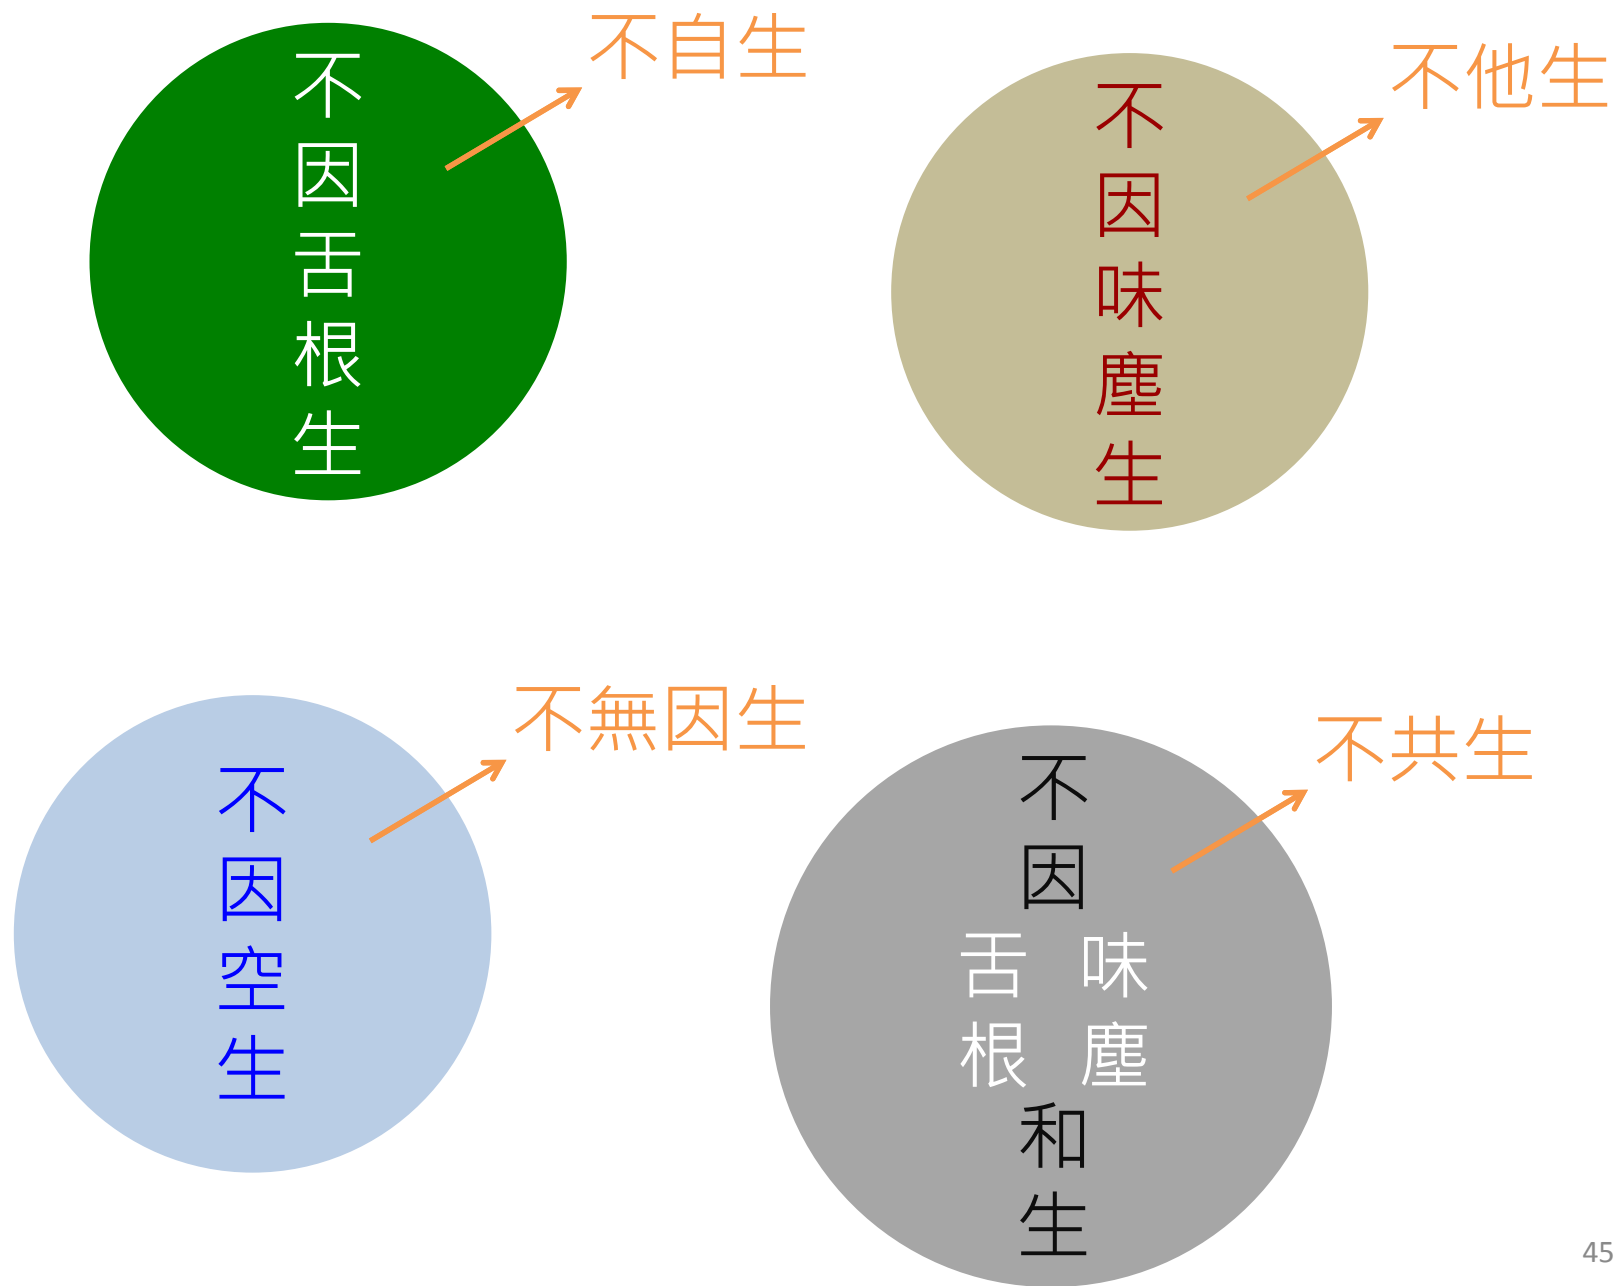 不自生
不因舌根生
不他生
不因味塵生
不無因生
不因空生
不共生
不因
舌根 味塵
和生
45